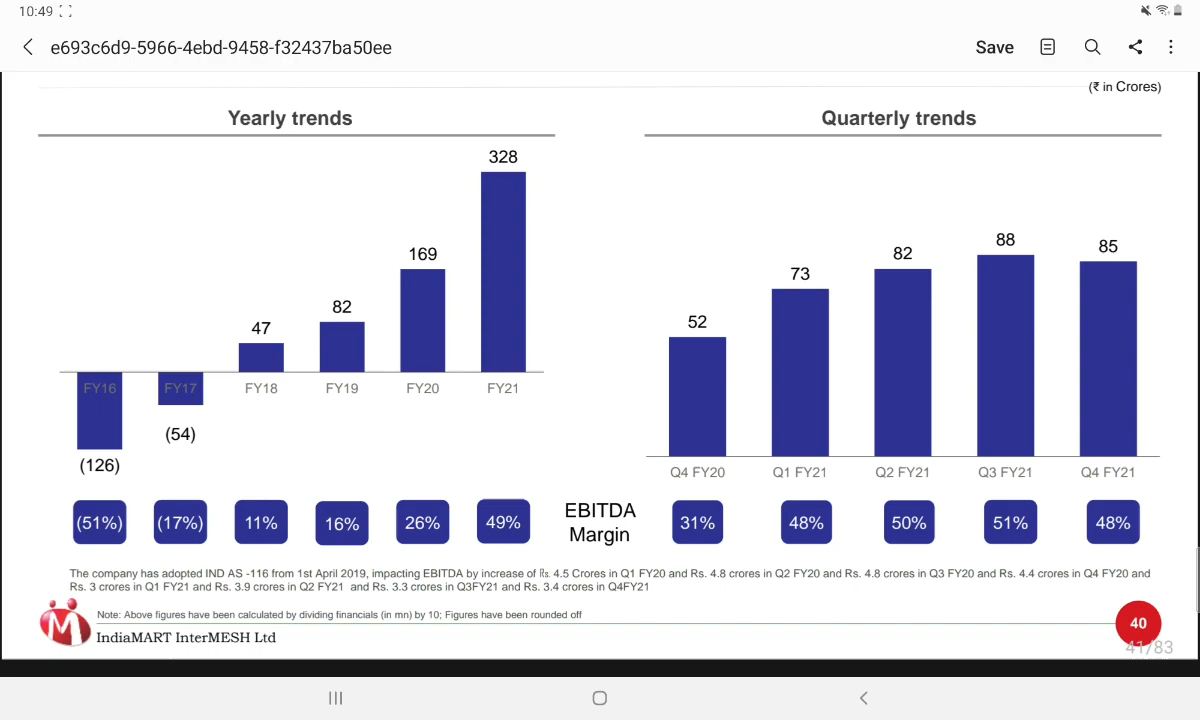 10:49
e693c6d9-5966-4ebd-9458-f32437ba50ee
Save
(₹ in Crores)
Yearly trends
328
169
82
47
FY16 FY17 FY18 FY19 FY20 FY21
(54)
(126)
(51%) (17%) 11% 16% 26% 49%
Quarterly trends
52 73 82 88 85
Q4 FY20 Q1 FY21 Q2 FY21 Q3 FY21 Q4 FY21
EBITDA
Margin
31% 48% 50% 51% 48%
The company has adopted IND AS -116 from 1st April 2019, impacting EBITDA by increase of Rs. 4.5 Crores in Q1 FY20 and Rs. 4.8 crores in Q2 FY20 and Rs. 4.8 crores in Q3 FY20 and Rs. 4.4 crores in Q4 FY20 and
Rs. 3 crores in Q1 FY21 and Rs. 3.9 crores in Q2 FY21 and Rs. 3.3 crores in Q3FY21 and Rs. 3.4 crores in Q4FY21
Note: Above figures have been calculated by dividing financials (in mn) by 10; Figures have been rounded off
M
IndiaMART InterMESH Ltd
40
41/83